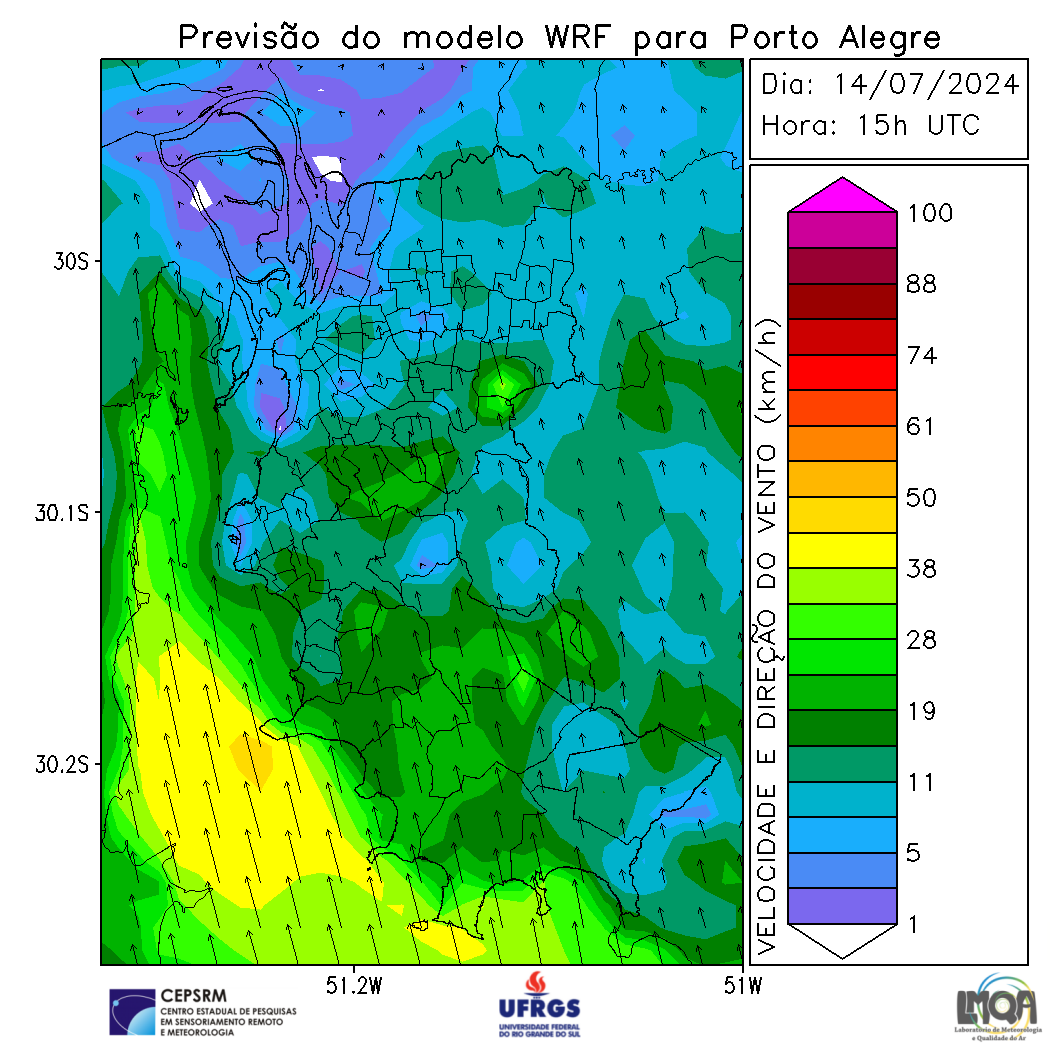 Previsão do modelo WRF para Porto Alegre
Dia: 14/07/2024
Hora: 15h UTC
30S
30.1S
30.2S
51.2W
51W
VELOCIDADE E DIREÇÃO DO VENTO (km/h)
100
88
74
61
50
38
28
19
11
5
1
CEPSRM
CENTRO ESTADUAL DE PESQUISAS
EM SENSORIAMENTO REMOTO
E METEOROLOGIA
UFRGS
UNIVERSIDADE FEDERAL
DO RIO GRANDE DO SUL
LMQA
Laboratório de Meteorologia
e Qualidade do Ar